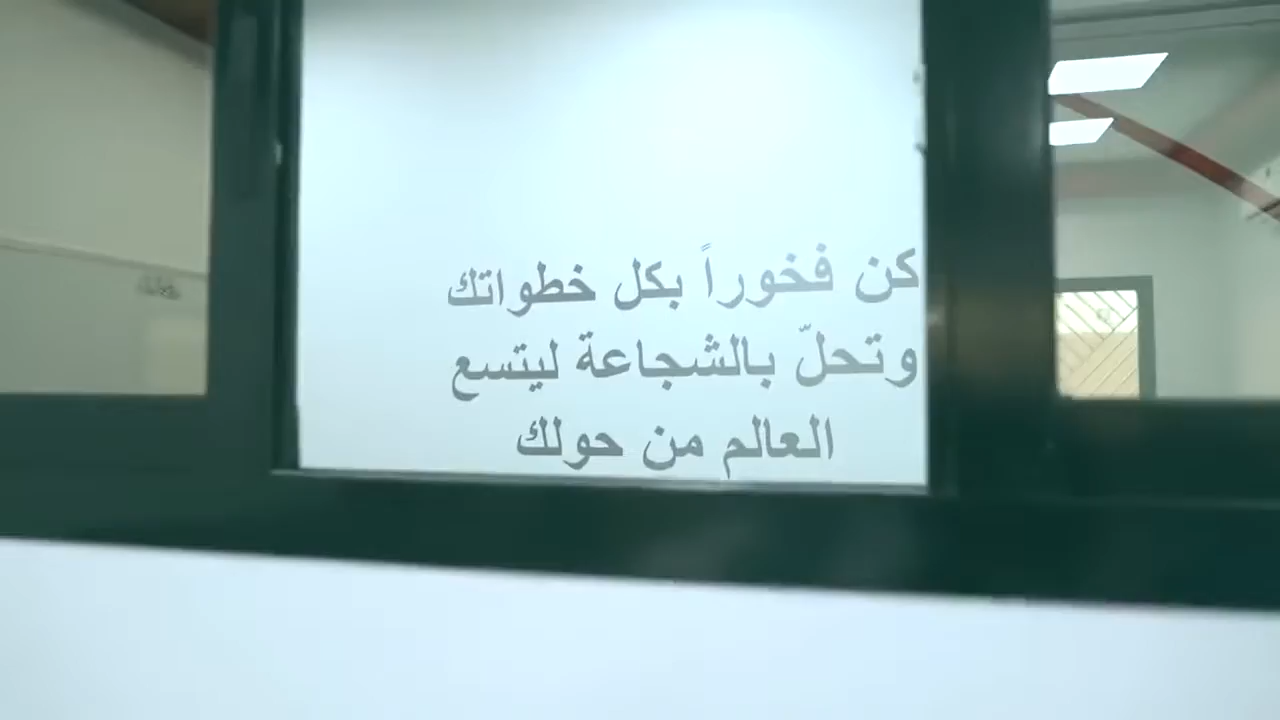 كن فخوراً بكل خطواتك
وتحلّ بالشجاعة ليتسع
العالم من حولك